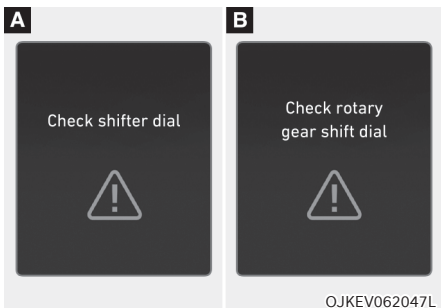 A
Check shifter dial
B
Check rotary
gear shift dial
OJKEV062047L